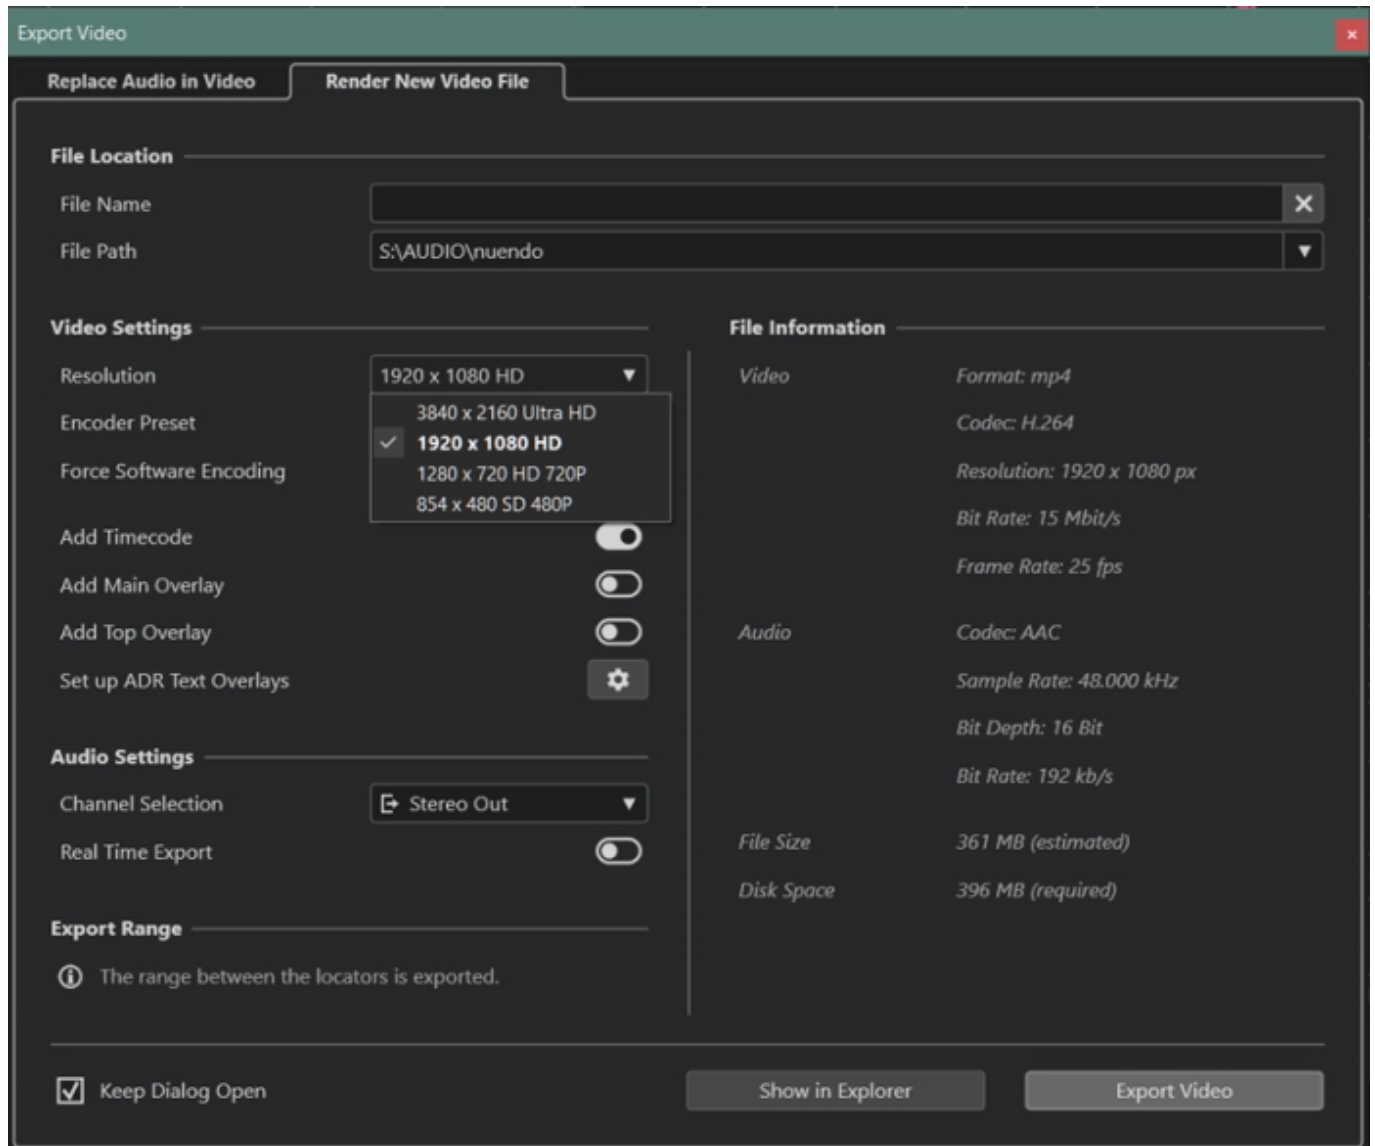 Export Video
Replace Audio in Video
Render New Video File
File Location
File Name
File Path
S:\AUDIO\nuendo
Video Settings
Resolution
1920 x 1080 HD
3840 x 2160 Ultra HD
1920 x 1080 HD
1280 x 720 HD 720P
854 x 480 SD 480P
Encoder Preset
Force Software Encoding
Add Timecode
Add Main Overlay
Add Top Overlay
Set up ADR Text Overlays
Audio Settings
Channel Selection
Stereo Out
Real Time Export
Export Range
The range between the locators is exported.
File Information
Video
Format: mp4
Codec: H.264
Resolution: 1920 x 1080 px
Bit Rate: 15 Mbit/s
Frame Rate: 25 fps
Audio
Codec: AAC
Sample Rate: 48.000 kHz
Bit Depth: 16 Bit
Bit Rate: 192 kb/s
File Size
361 MB (estimated)
Disk Space
396 MB (required)
Keep Dialog Open
Show in Explorer
Export Video